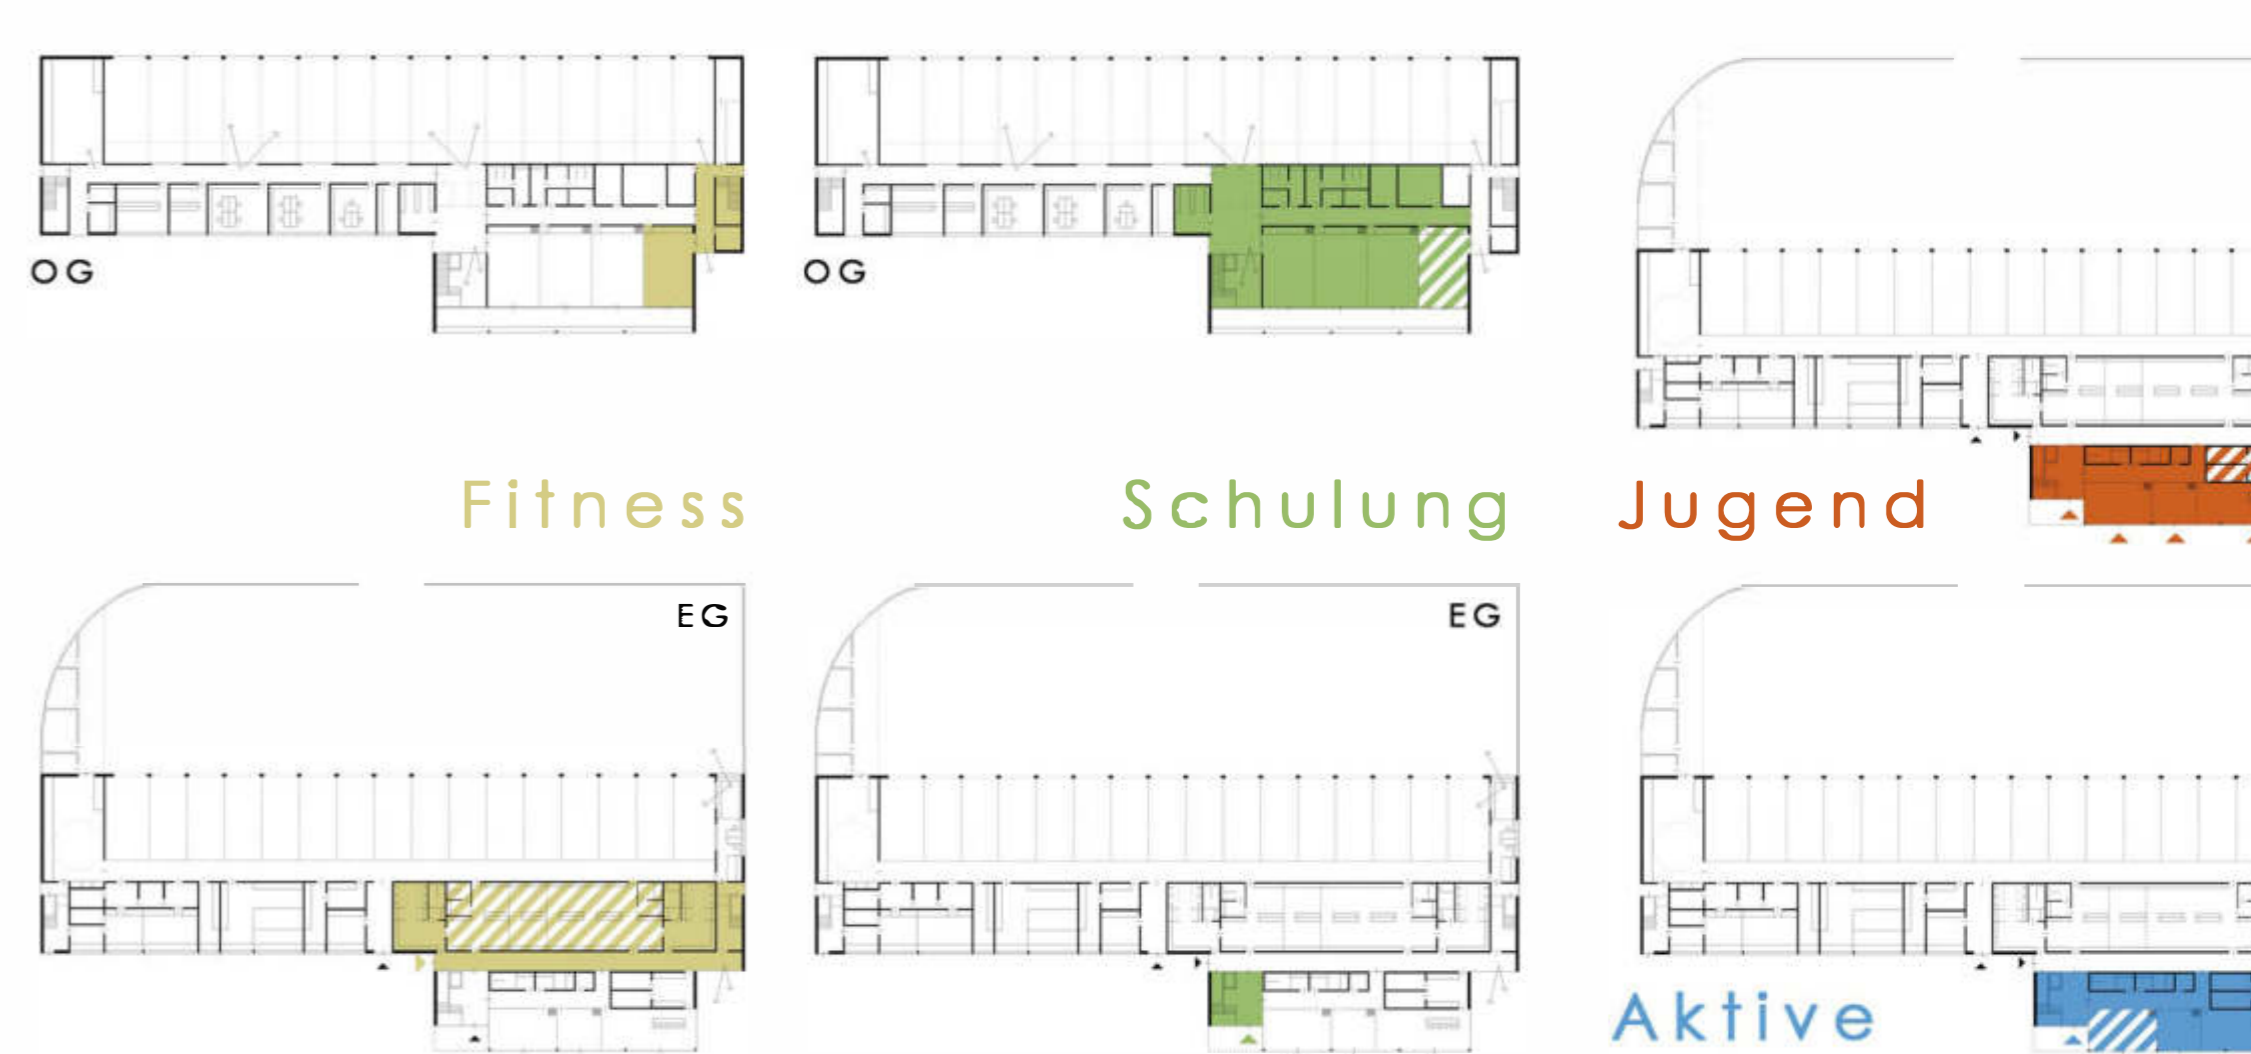 OG
OG
Fitness
Schulung
Jugend
EG
EG
Aktive